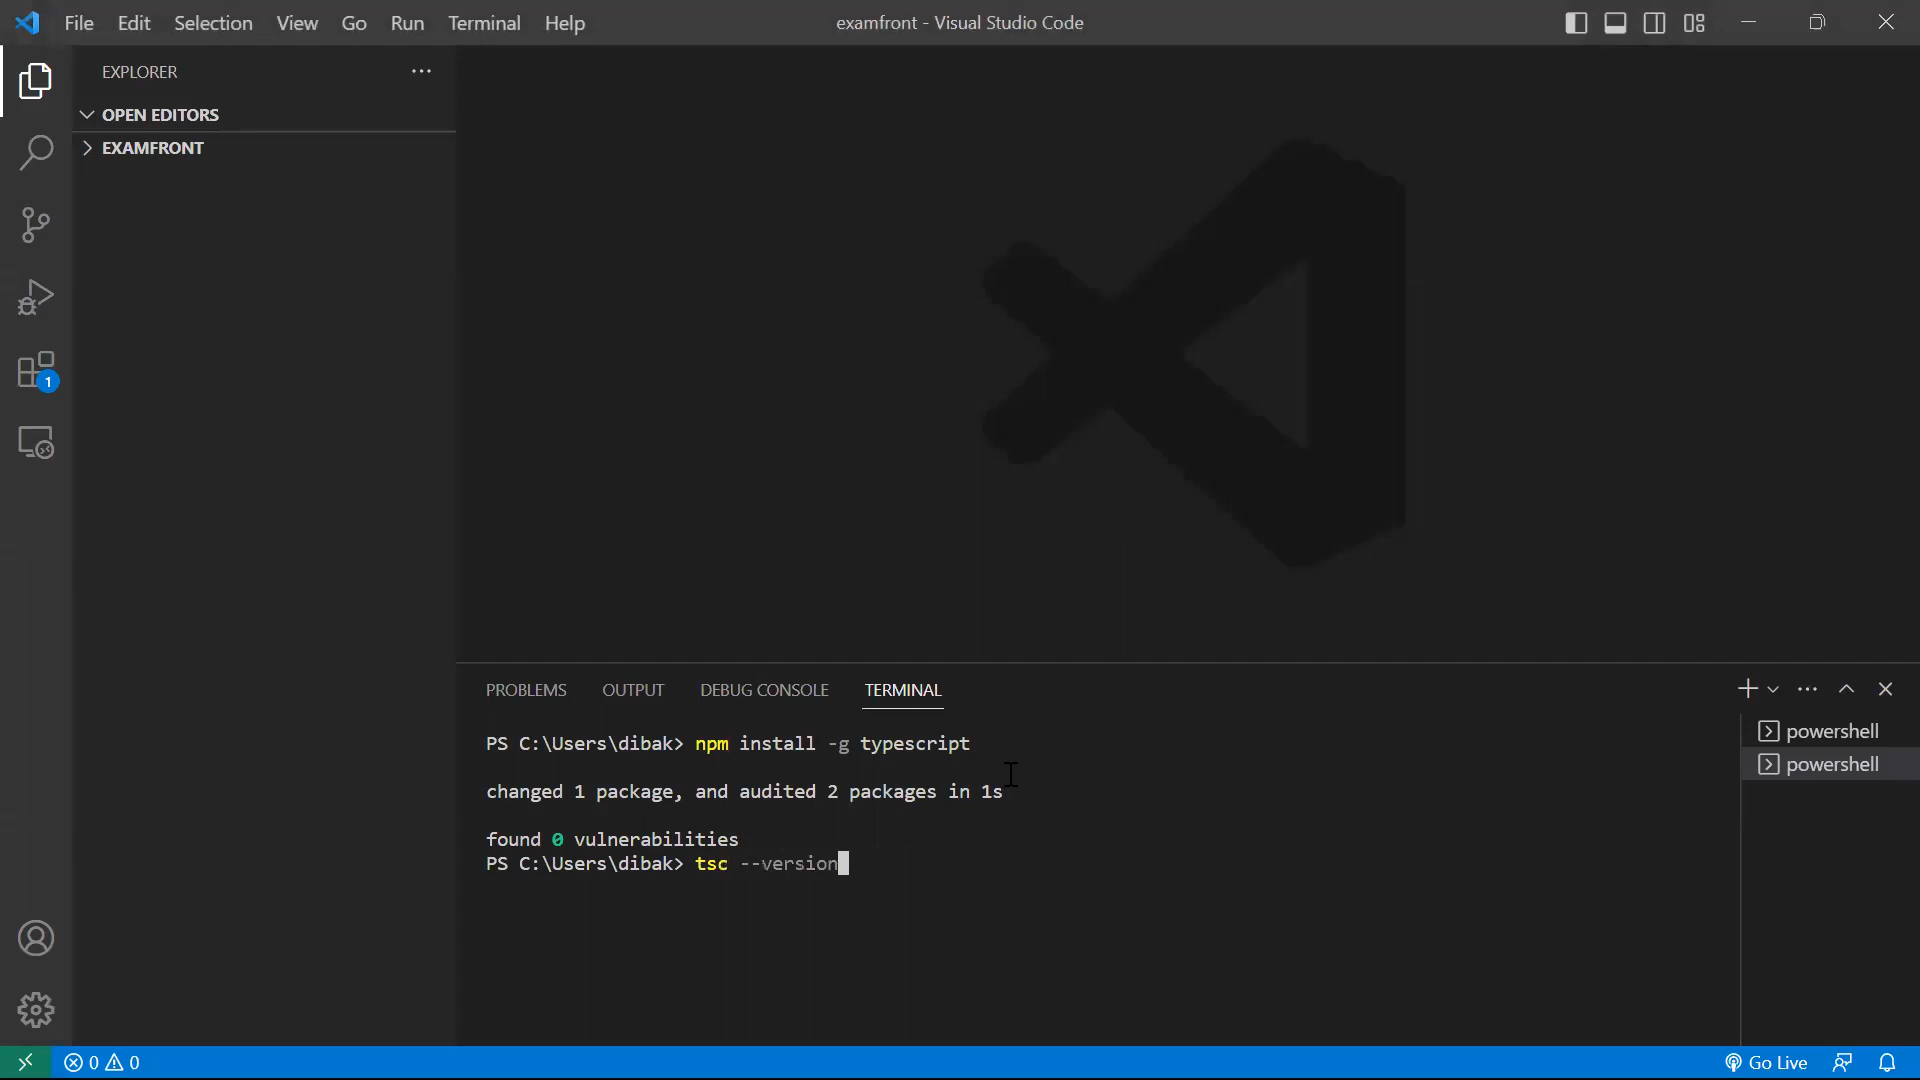 File Edit Selection View Go Run Terminal Help
examfront - Visual Studio Code
EXPLORER
OPEN EDITORS
EXAMFRONT
1
PROBLEMS OUTPUT DEBUG CONSOLE TERMINAL
PS C:\Users\dibak> npm install -g typescript
changed 1 package, and audited 2 packages in 1s
found 0 vulnerabilities
PS C:\Users\dibak> tsc --version
powershell
powershell
0 0
Go Live